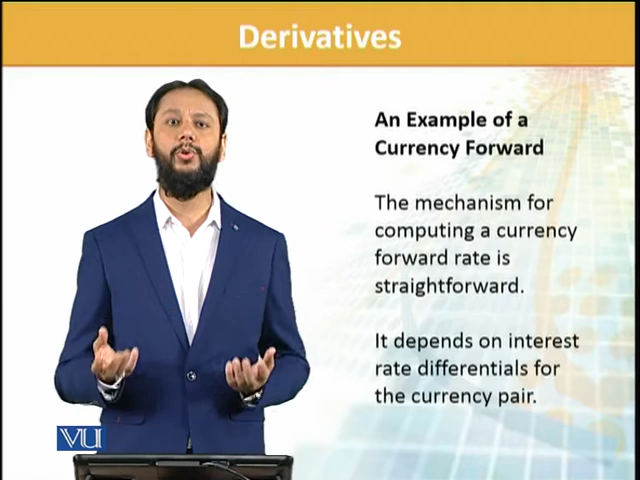 Derivatives
An Example of a
Currency Forward
The mechanism for
computing a currency
forward rate is
straightforward.
It depends on interest
rate differentials for
the currency pair.
VU